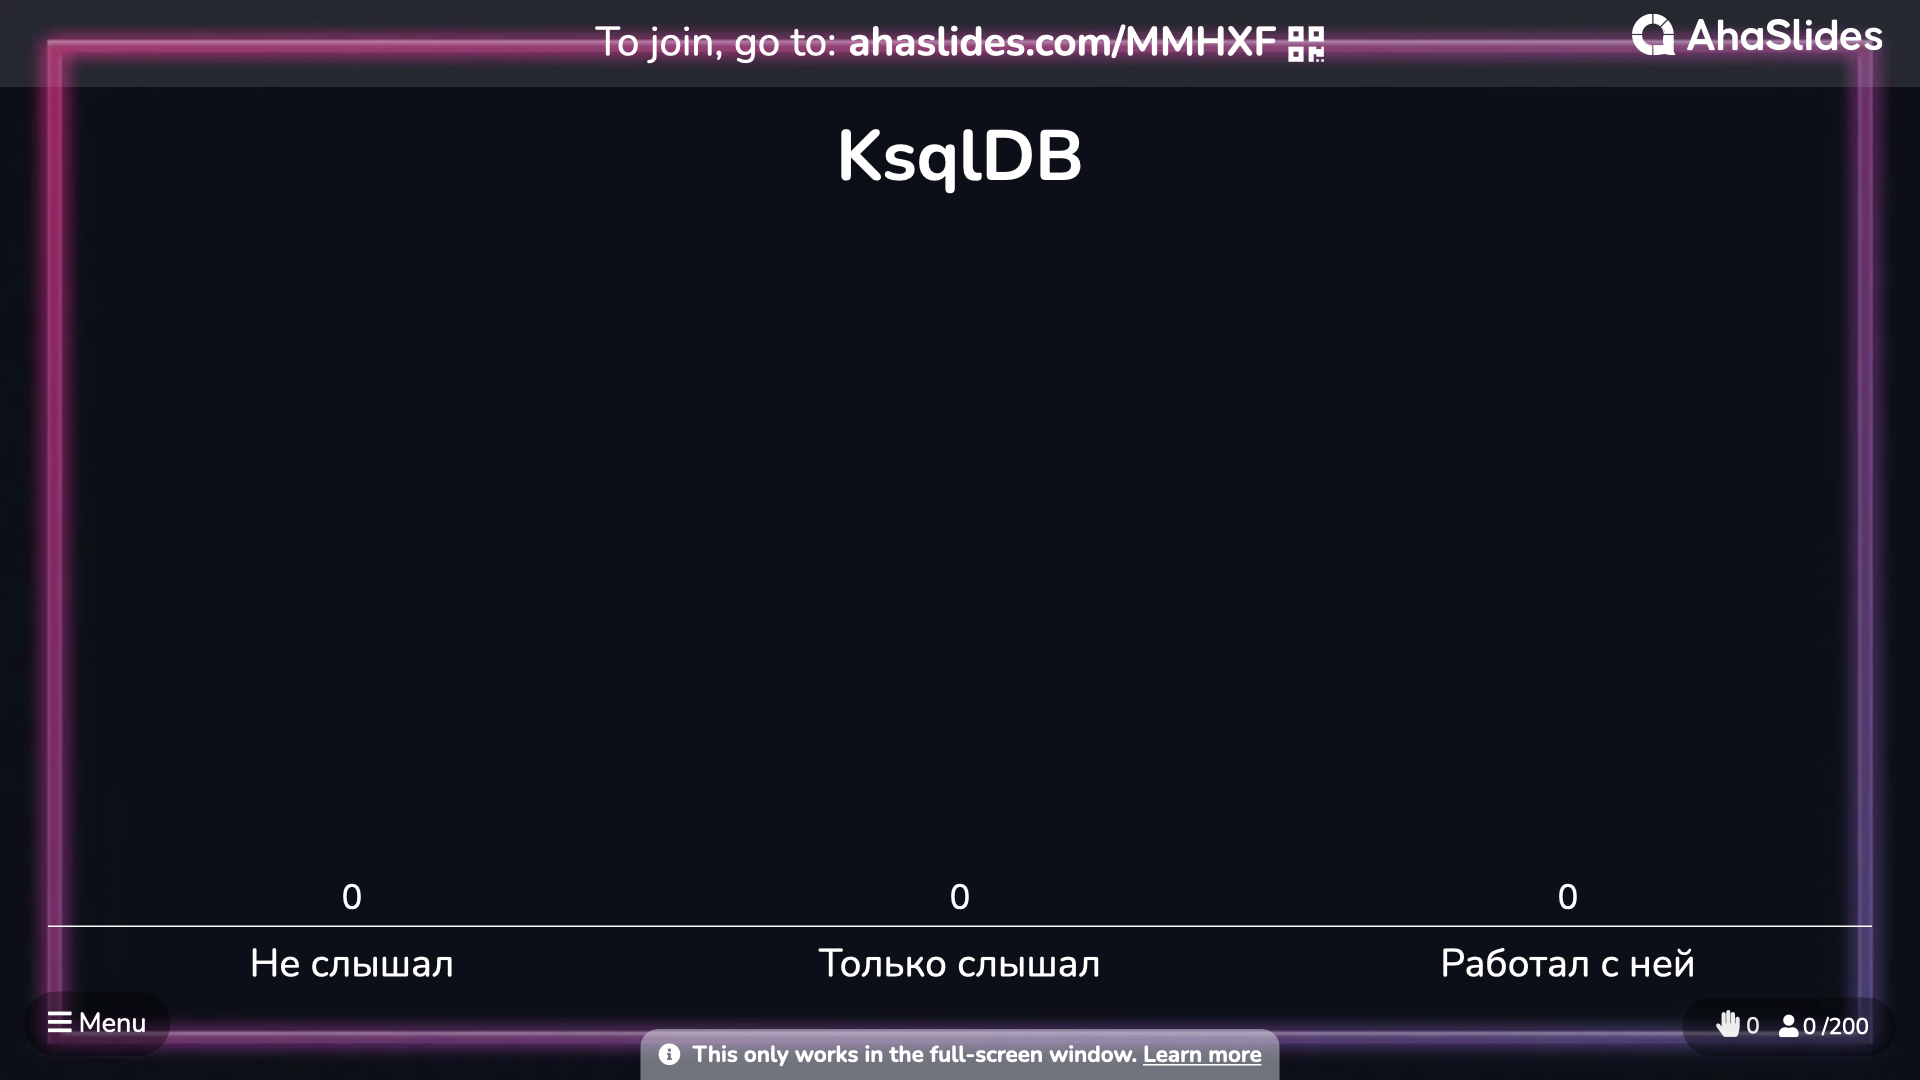 To join, go to: ahaslides.com/MMHXF
AhaSlides
KsqlDB
0
0
0
Не слышал
Только слышал
Работал с ней
Menu
0
0 /200
This only works in the full-screen window. Learn more